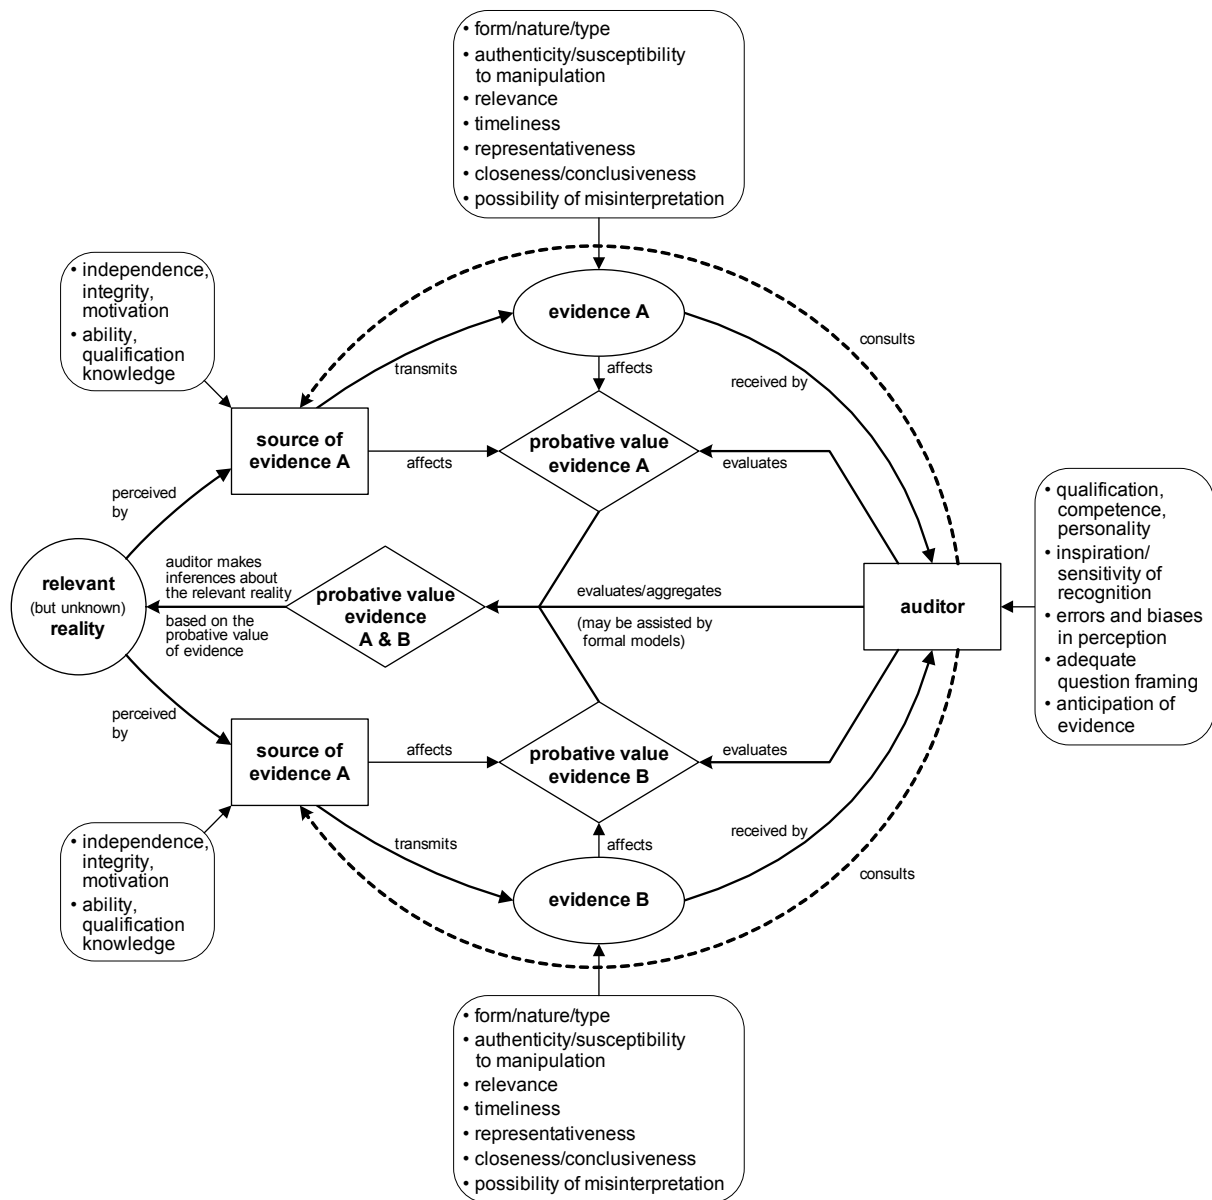 • form/nature/type
• authenticity/susceptibility
to manipulation
• relevance
• timeliness
• representativeness
• closeness/conclusiveness
• possibility of misinterpretation
• independence,
integrity,
motivation
• ability,
qualification
knowledge
evidence A
consults
transmits
affects
received by
source of
evidence A
affects
probative value
evidence A
evaluates
perceived
by
• qualification,
competence,
personality
• inspiration/
sensitivity of
recognition
• errors and biases
in perception
• adequate
question framing
• anticipation of
evidence
relevant
(but unknown)
reality
auditor makes
inferences about
the relevant reality
based on the
probative value
of evidence
probative value
evidence
A & B
evaluates/aggregates
(may be assisted by
formal models)
auditor
perceived
by
source of
evidence A
affects
probative value
evidence B
evaluates
transmits
affects
received by
consults
evidence B
• independence,
integrity,
motivation
• ability,
qualification
knowledge
• form/nature/type
• authenticity/susceptibility
to manipulation
• relevance
• timeliness
• representativeness
• closeness/conclusiveness
• possibility of misinterpretation